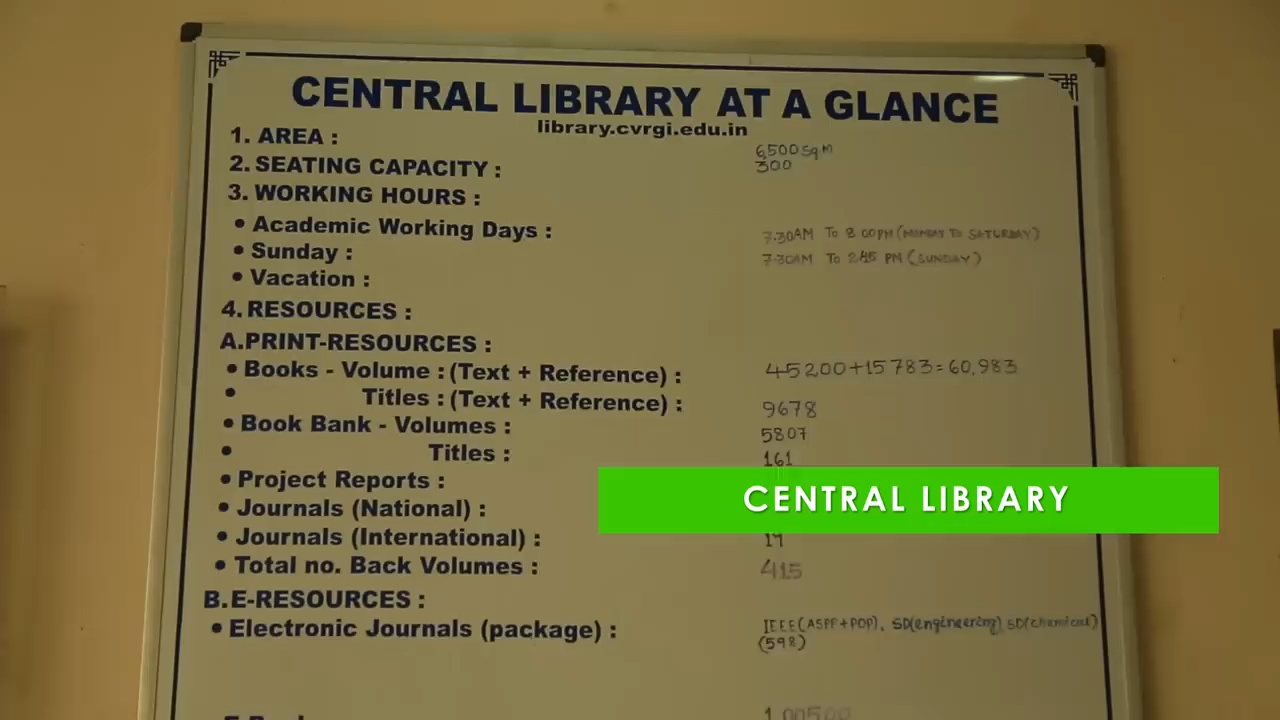 CENTRAL LIBRARY AT A GLANCE
library.cvrgi.edu.in
1. AREA : 6500 Sq M
2. SEATING CAPACITY : 300
3. WORKING HOURS :
• Academic Working Days : 7.30AM TO 8 00PM (MONDAY TO SATURDAY)
• Sunday : 7.30AM TO 2.45 PM (SUNDAY)
• Vacation :
4. RESOURCES :
A. PRINT-RESOURCES :
• Books - Volume : (Text + Reference) : 45200+15783=60,983
• Titles : (Text + Reference) : 9678
• Book Bank - Volumes : 5807
• Titles : 161
• Project Reports :
CENTRAL LIBRARY
• Journals (National) :
• Journals (International) :
• Total no. Back Volumes : 415
B. E-RESOURCES :
• Electronic Journals (package) : IEEE(ASPP+POP), SD(engineering) SD(chemical)
(598)